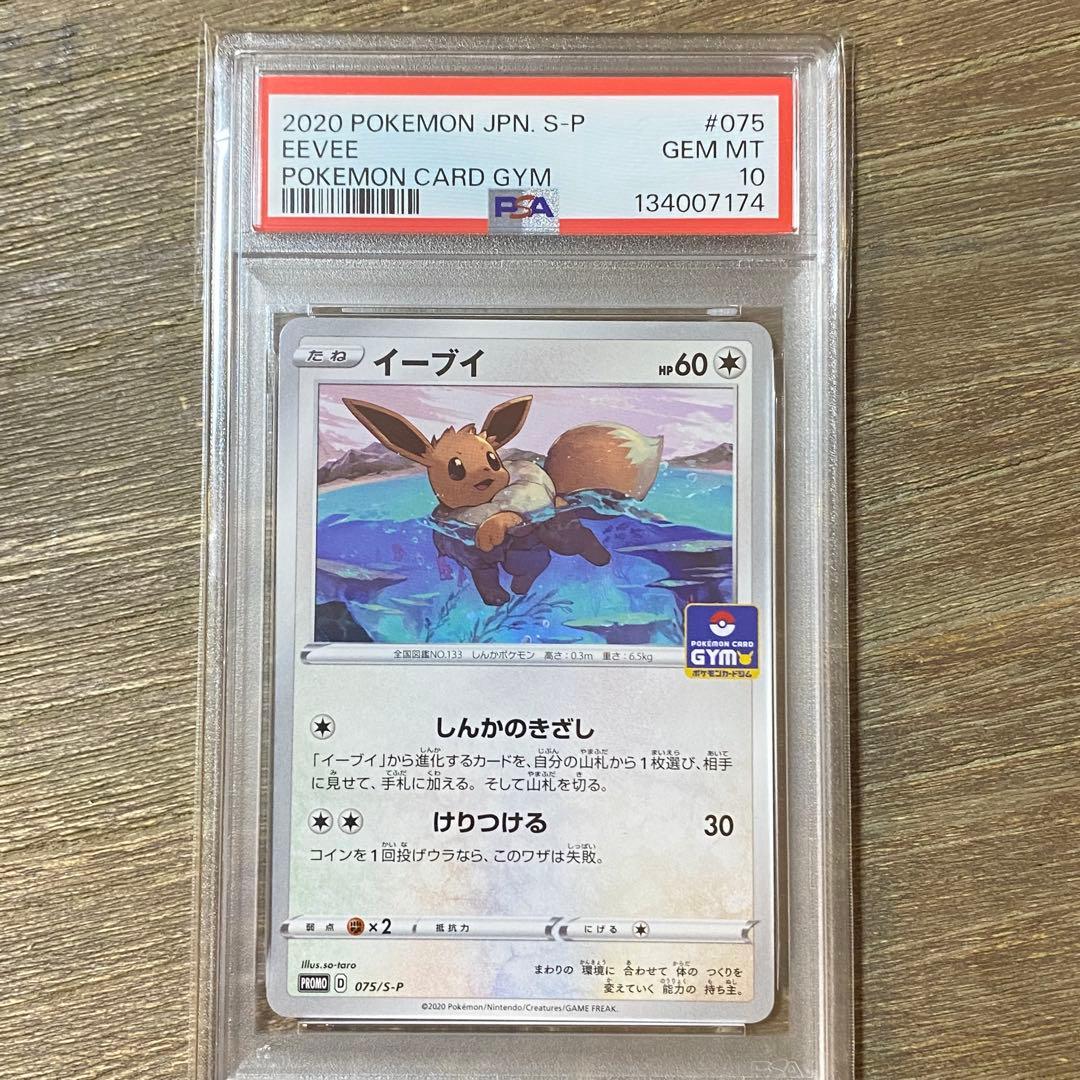 2020 POKEMON JPN. S-P #075
EEVEE GEM MT
POKEMON CARD GYM 10
PSA 134007174
たね イーブイ HP60
POKÉMON CARD
GYM
ポケモンカードジム
全国図鑑NO.133 しんかポケモン 高さ:0.3m 重さ:6.5kg
しんかのきざし
「イーブイ」から進化するカードを、自分の山札から1枚選び、相手
に見せて、手札に加える。そして山札を切る。
けりつける 30
コインを1回投げウラなら、このワザは失敗。
弱点 ×2 抵抗力 にげる
Illus.so-taro
まわりの 環境に 合わせて 体の つくりを
変えていく 能力の 持ち主。
PROMO D 075/S-P
©2020 Pokémon/Nintendo/Creatures/GAME FREAK.
PSA